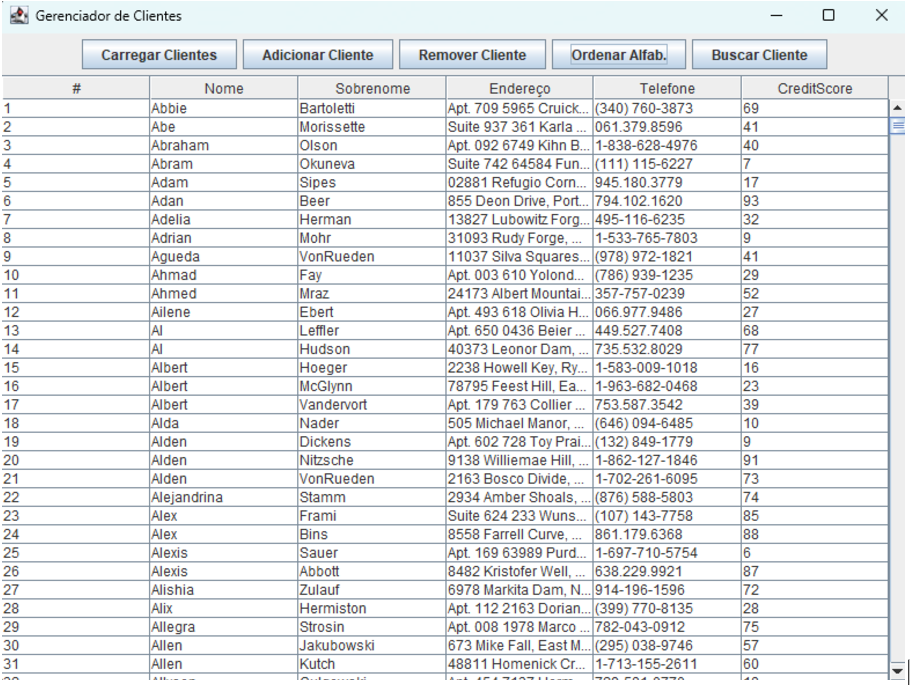 Gerenciador de Clientes
Carregar Clientes Adicionar Cliente Remover Cliente Ordenar Alfab. Buscar Cliente
# Nome Sobrenome Endereço Telefone CreditScore
1 Abbie Bartoletti Apt. 709 5965 Cruick... (340) 760-3873 69
2 Abe Morissette Suite 937 361 Karla ... 061.379.8596 41
3 Abraham Olson Apt. 092 6749 Kihn B... 1-838-628-4976 40
4 Abram Okuneva Suite 742 64584 Fun... (111) 115-6227 7
5 Adam Sipes 02881 Refugio Corn... 945.180.3779 17
6 Adan Beer 855 Deon Drive, Port... 794.102.1620 93
7 Adelia Herman 13827 Lubowitz Forg... 495-116-6235 32
8 Adrian Mohr 31093 Rudy Forge, ... 1-533-765-7803 9
9 Agueda VonRueden 11037 Silva Squares... (978) 972-1821 41
10 Ahmad Fay Apt. 003 610 Yolond... (786) 939-1235 29
11 Ahmed Mraz 24173 Albert Mountai... 357-757-0239 52
12 Ailene Ebert Apt. 493 618 Olivia H... 066.977.9486 27
13 Al Leffler Apt. 650 0436 Beier ... 449.527.7408 68
14 Al Hudson 40373 Leonor Dam, ... 735.532.8029 77
15 Albert Hoeger 2238 Howell Key, Ry... 1-583-009-1018 16
16 Albert McGlynn 78795 Feest Hill, Ea... 1-963-682-0468 23
17 Albert Vandervort Apt. 179 763 Collier ... 753.587.3542 39
18 Alda Nader 505 Michael Manor, ... (646) 094-6485 10
19 Alden Dickens Apt. 602 728 Toy Prai... (132) 849-1779 9
20 Alden Nitzsche 9138 Williemae Hill, ... 1-862-127-1846 91
21 Alden VonRueden 2163 Bosco Divide, ... 1-702-261-6095 73
22 Alejandrina Stamm 2934 Amber Shoals, ... (876) 588-5803 74
23 Alex Frami Suite 624 233 Wuns... (107) 143-7758 85
24 Alex Bins 8558 Farrell Curve, ... 861.179.6368 88
25 Alexis Sauer Apt. 169 63989 Purd... 1-697-710-5754 6
26 Alexis Abbott 8482 Kristofer Well, ... 638.229.9921 87
27 Alishia Zulauf 6978 Markita Dam, N... 914-196-1596 72
28 Alix Hermiston Apt. 112 2163 Dorian... (399) 770-8135 28
29 Allegra Strosin Apt. 008 1978 Marco ... 782-043-0912 75
30 Allen Jakubowski 673 Mike Fall, East M... (295) 038-9746 57
31 Allen Kutch 48811 Homenick Cr... 1-713-155-2611 60